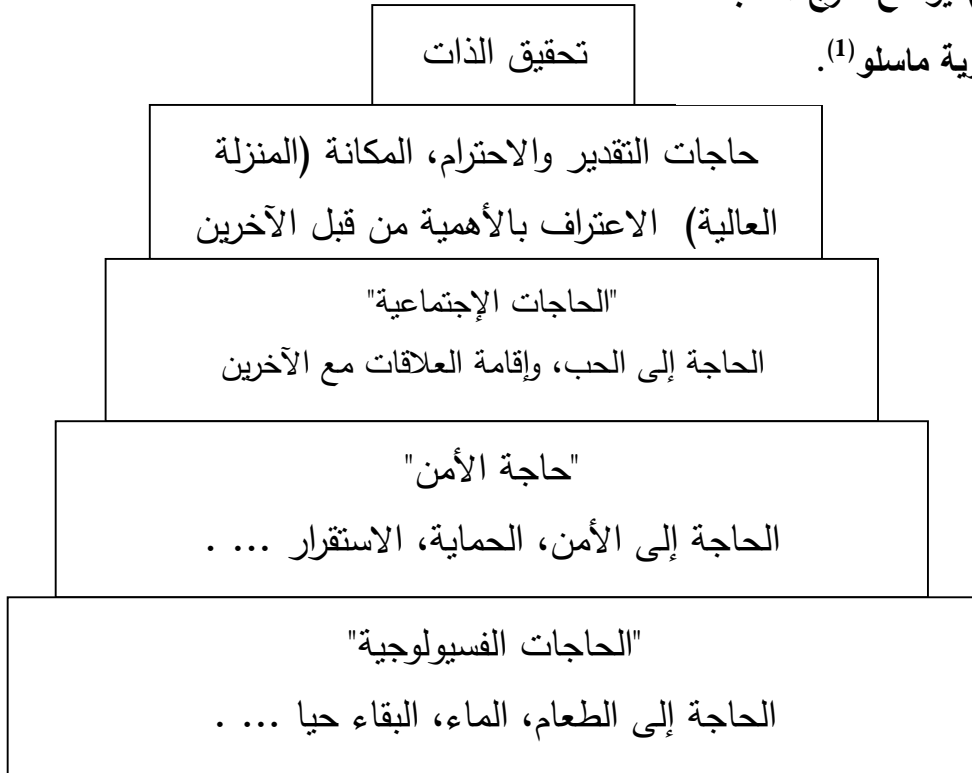 رية ماسلو(1).
تحقيق الذات
حاجات التقدير والاحترام، المكانة (المنزلة
العالية) الاعتراف بالأهمية من قبل الآخرين
"الحاجات الإجتماعية"
الحاجة إلى الحب، وإقامة العلاقات مع الآخرين
"حاجة الأمن"
الحاجة إلى الأمن، الحماية، الاستقرار ... .
"الحاجات الفسيولوجية"
الحاجة إلى الطعام، الماء، البقاء حيا ... .